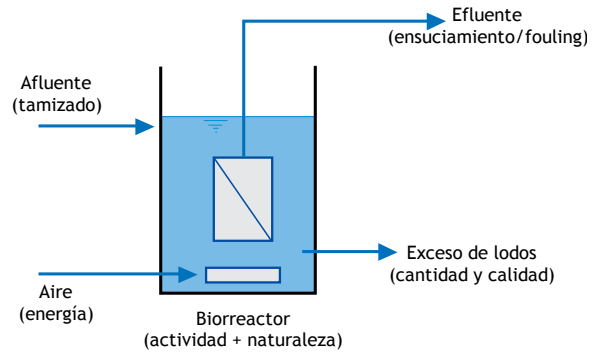 Efluente
(ensuciamiento/fouling)
Afluente
(tamizado)
Exceso de lodos
(cantidad y calidad)
Aire
(energía)
Biorreactor
(actividad + naturaleza)